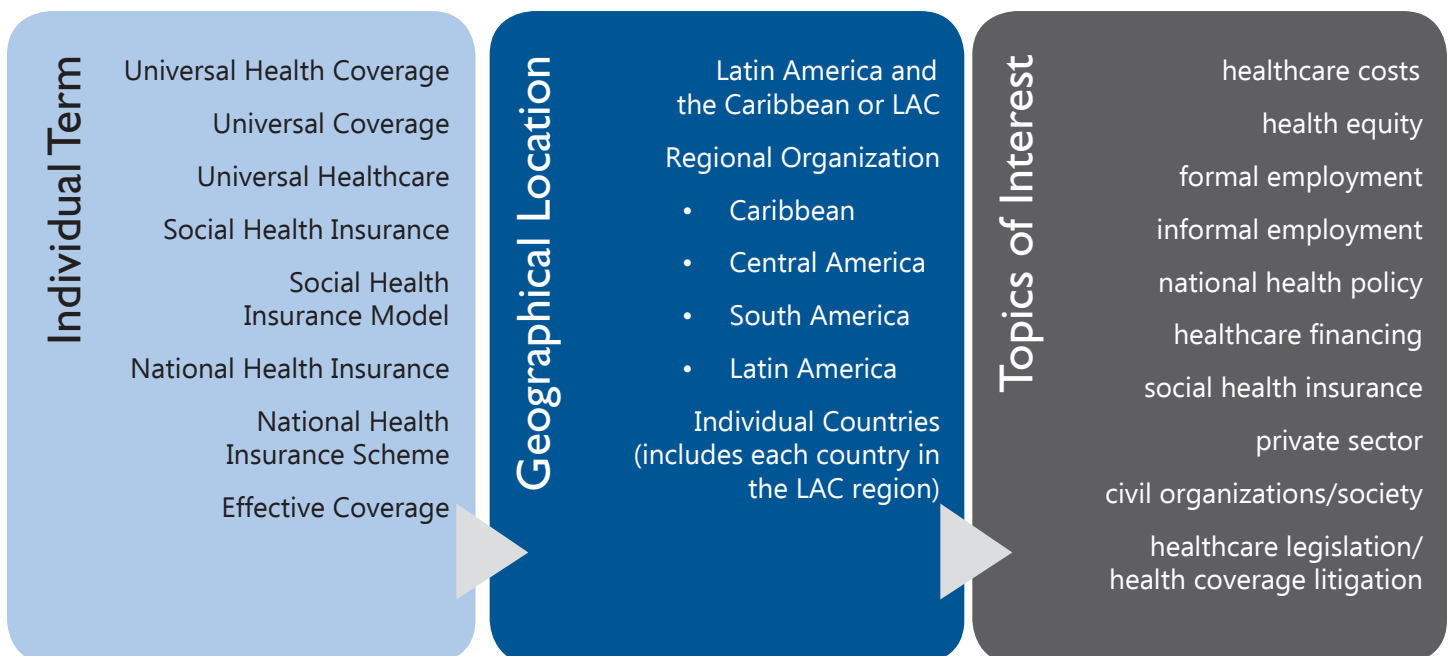 Individual Term
Universal Health Coverage
Universal Coverage
Universal Healthcare
Social Health Insurance
Social Health
Insurance Model
National Health Insurance
National Health
Insurance Scheme
Effective Coverage
Geographical Location
Latin America and
the Caribbean or LAC
Regional Organization
• Caribbean
• Central America
• South America
• Latin America
Individual Countries
(includes each country in
the LAC region)
Topics of Interest
healthcare costs
health equity
formal employment
informal employment
national health policy
healthcare financing
social health insurance
private sector
civil organizations/society
healthcare legislation/
health coverage litigation